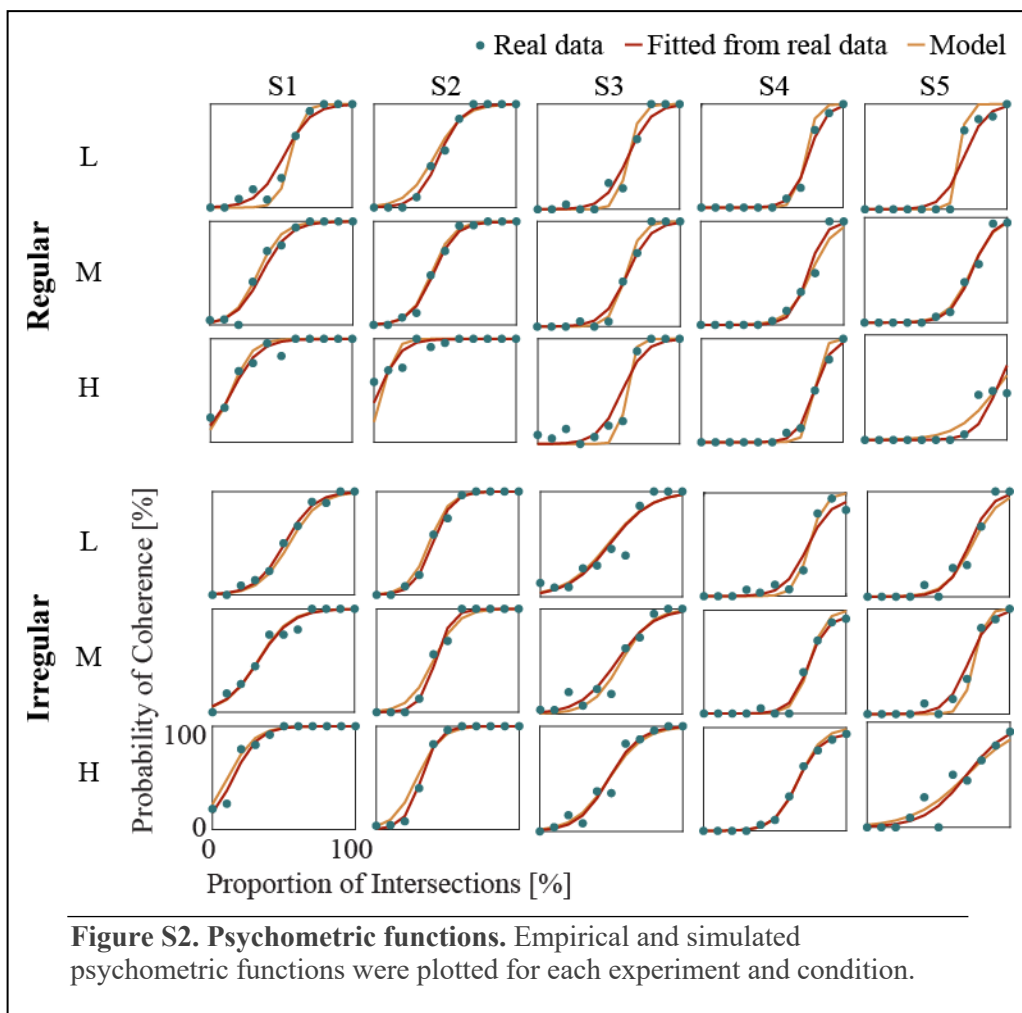 Real data Fitted from real data Model
S1 S2 S3 S4 S5
Regular
L
M
H
Irregular
L
M
H
Probability of Coherence [%]
100
0
0 100
Proportion of Intersections [%]
Figure S2. Psychometric functions. Empirical and simulated
psychometric functions were plotted for each experiment and condition.